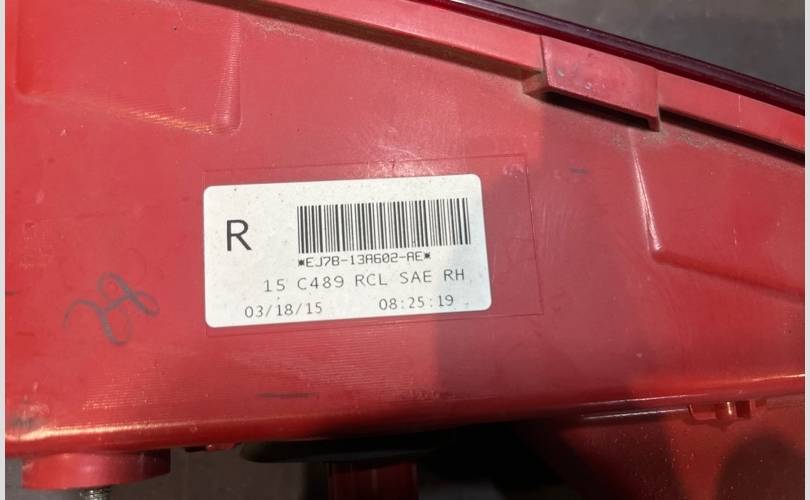 R
*EJ7B-13A602-AE*
15 C489 RCL SAE RH
03/18/15 08:25:19